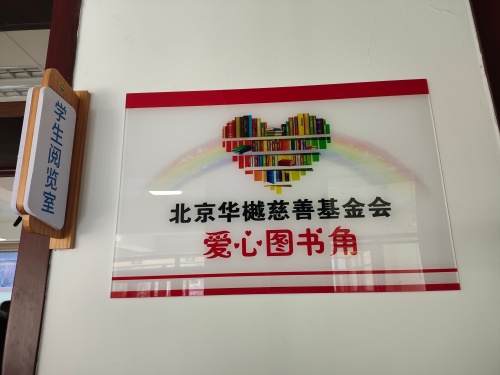 学生阅览室
北京华樾慈善基金会
爱心图书角